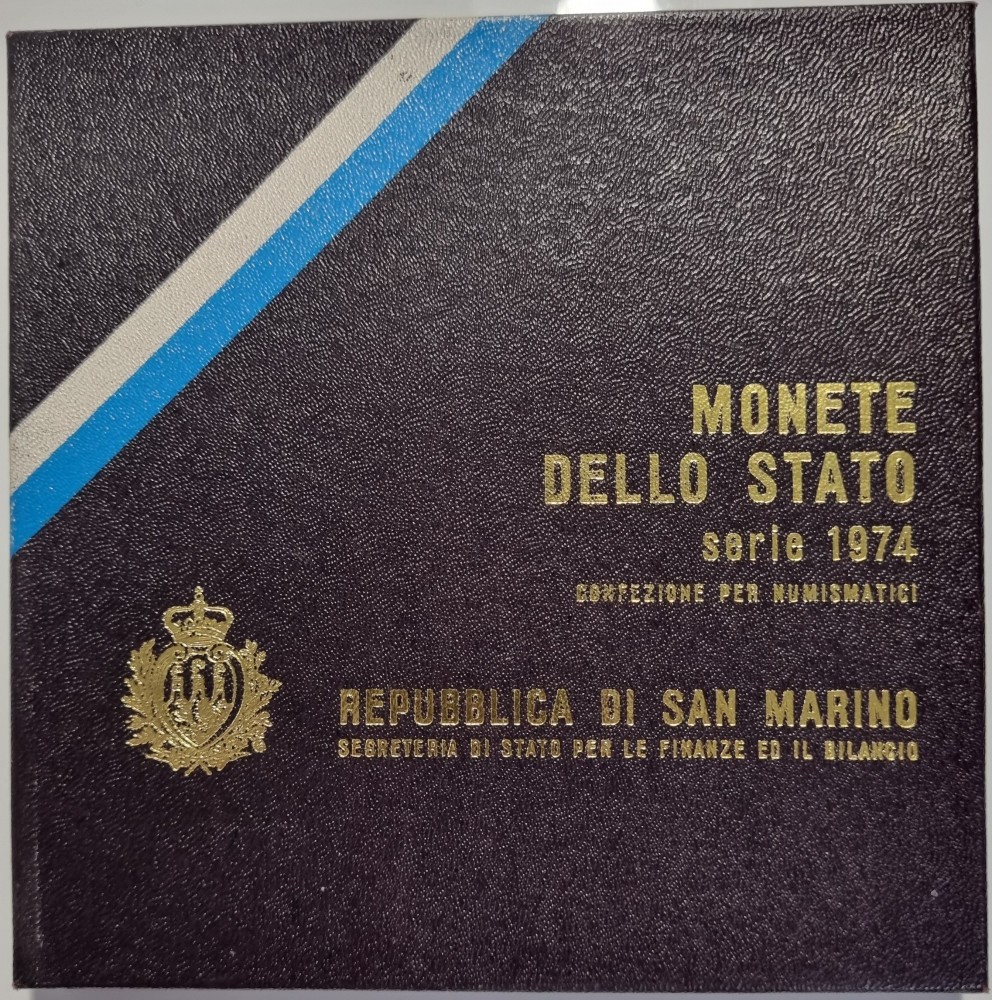 MONETE
DELLO STATO
serie 1974
CONFEZIONE PER NUMISMATICI
REPUBBLICA DI SAN MARINO
SEGRETERIA DI STATO PER LE FINANZE ED IL BILANCIO